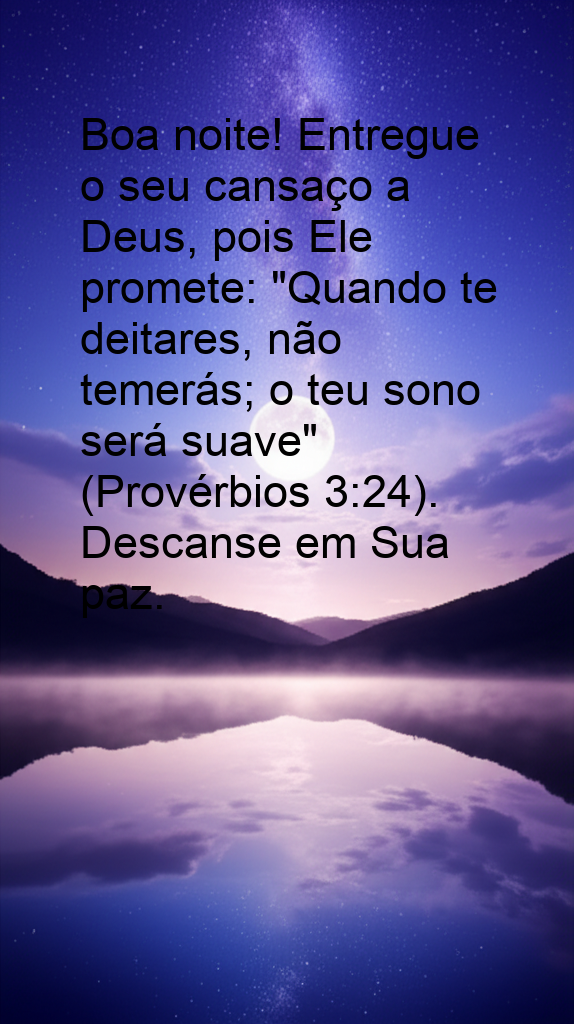 Boa noite! Entregue
o seu cansaço a
Deus, pois Ele
promete: "Quando te
deitares, não
temerás; o teu sono
será suave"
(Provérbios 3:24).
Descanse em Sua
paz.